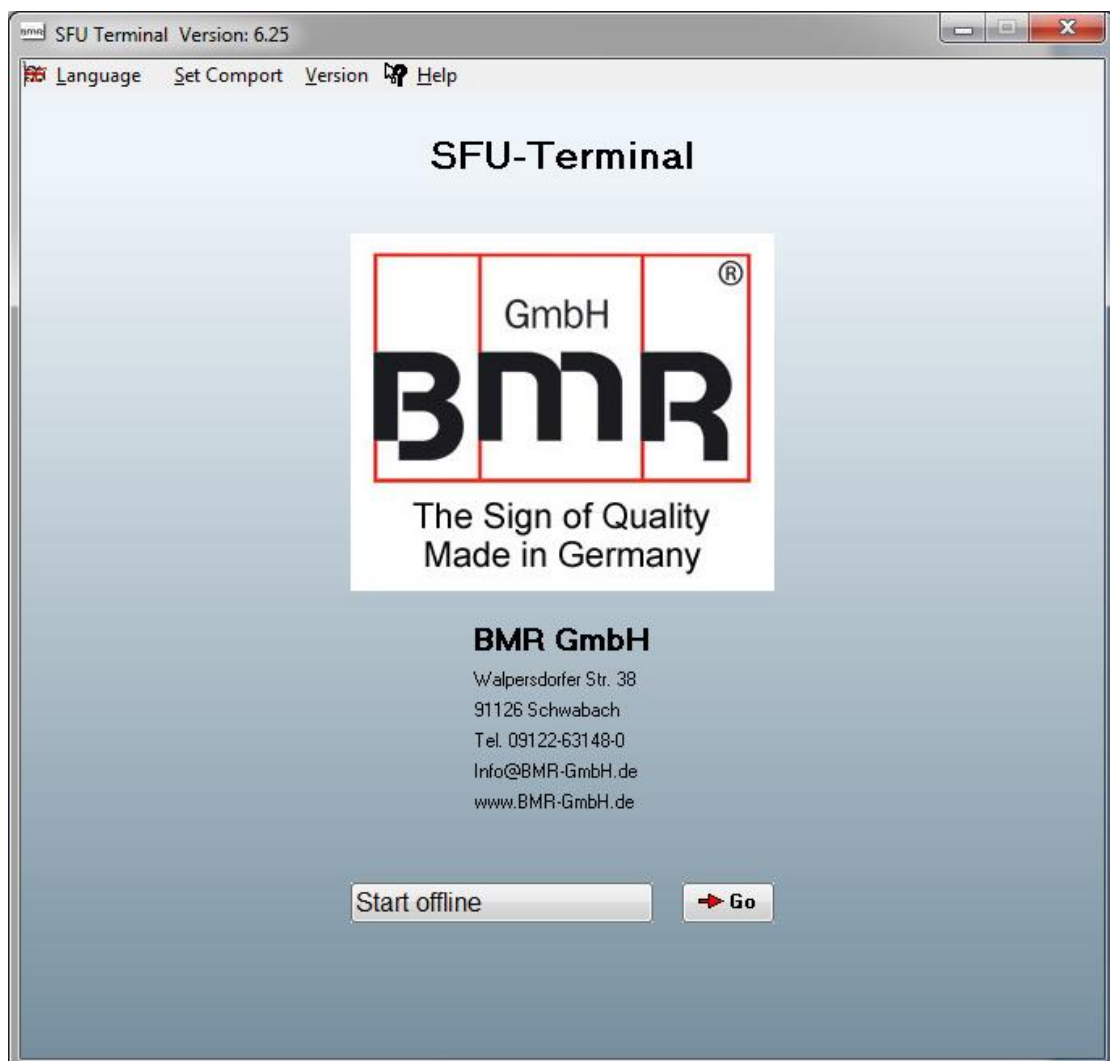 SFU Terminal Version: 6.25
Language Set Comport Version Help
SFU-Terminal
®
GmbH
BMR
The Sign of Quality
Made in Germany
BMR GmbH
Walpersdorfer Str. 38
91126 Schwabach
Tel. 09122-63148-0
Info@BMR-GmbH.de
www.BMR-GmbH.de
Start offline
Go